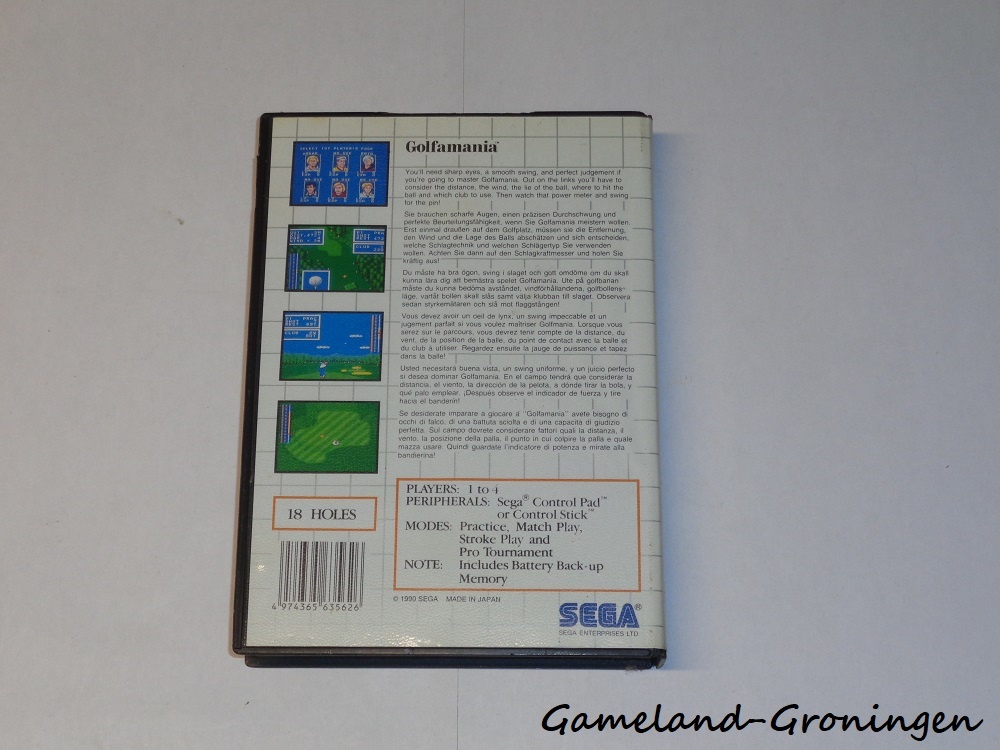 Golfamania™
You'll need sharp eyes, a smooth swing, and perfect judgement if
you're going to master Golfamania. Out on the links you'll have to
consider the distance, the wind, the lie of the ball, where to hit the
ball and which club to use. Then watch that power meter and swing
for the pin!
Sie brauchen scharfe Augen, einen präzisen Durchschwung und
perfekte Beurteilungsfähigkeit, wenn Sie Golfamania meistern wollen.
Erst einmal draußen auf dem Golfplatz, müssen sie die Entfernung,
den Wind und die Lage des Balls abschätzen und sich entscheiden,
welche Schlagtechnik und welchen Schlägertyp Sie verwenden
wollen. Achten Sie dann auf den Schlagkraftmesser und holen Sie
kräftig aus!
Du måste ha bra ögon, sving i slaget och gott omdöme om du skall
kunna lära dig att bemästra spelet Golfamania. Ute på golfbanan
måste du kunna bedöma avståndet, vindförhållandena, golfbollens-
läge, vartåt bollen skall slås samt välja klubban till slaget. Observera
sedan styrkemätaren och slå mot flaggstången!
Vous devez avoir un oeil de lynx, un swing impeccable et un
jugement parfait si vous voulez maîtriser Golfmania. Lorsque vous
serez sur le parcours, vous devrez tenir compte de la distance, du
vent, de la position de la balle, du point de contact avec la balle et
du club à utiliser. Regardez ensuite la jauge de puissance et tapez
dans la balle!
Usted necesitará buena vista, un swing uniforme, y un juicio perfecto
si desea dominar Golfamania. En el campo tendrá que considerar la
distancia, el viento, la dirección de la pelota, a dónde tirar la bola, y
qué palo emplear. ¡Despues observe el indicador de fuerza y tire
hacia el banderín!
Se desiderate imparare a giocare a "Golfamania" avete bisogno di
occhi di falco, di una battuta sciolta e di una capacità di giudizio
perfetta. Sul campo dovrete considerare fattori quali la distanza, il
vento, la posizione della palla, il punto in cui colpire la palla e quale
mazza usare. Quindi guardate l'indicatore di potenza e mirate alla
bandierina!
18 HOLES
PLAYERS: 1 to 4
PERIPHERALS: Sega® Control Pad™
or Control Stick™
MODES: Practice, Match Play,
Stroke Play and
Pro Tournament
NOTE: Includes Battery Back-up
Memory
4 974365 635626
© 1990 SEGA MADE IN JAPAN
SEGA®
SEGA ENTERPRISES LTD.
Gameland-Groningen